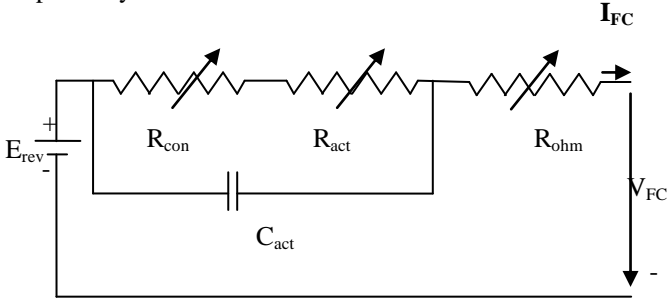 I_FC
R_con
R_act
R_ohm
+
E_rev
-
C_act
V_FC
-